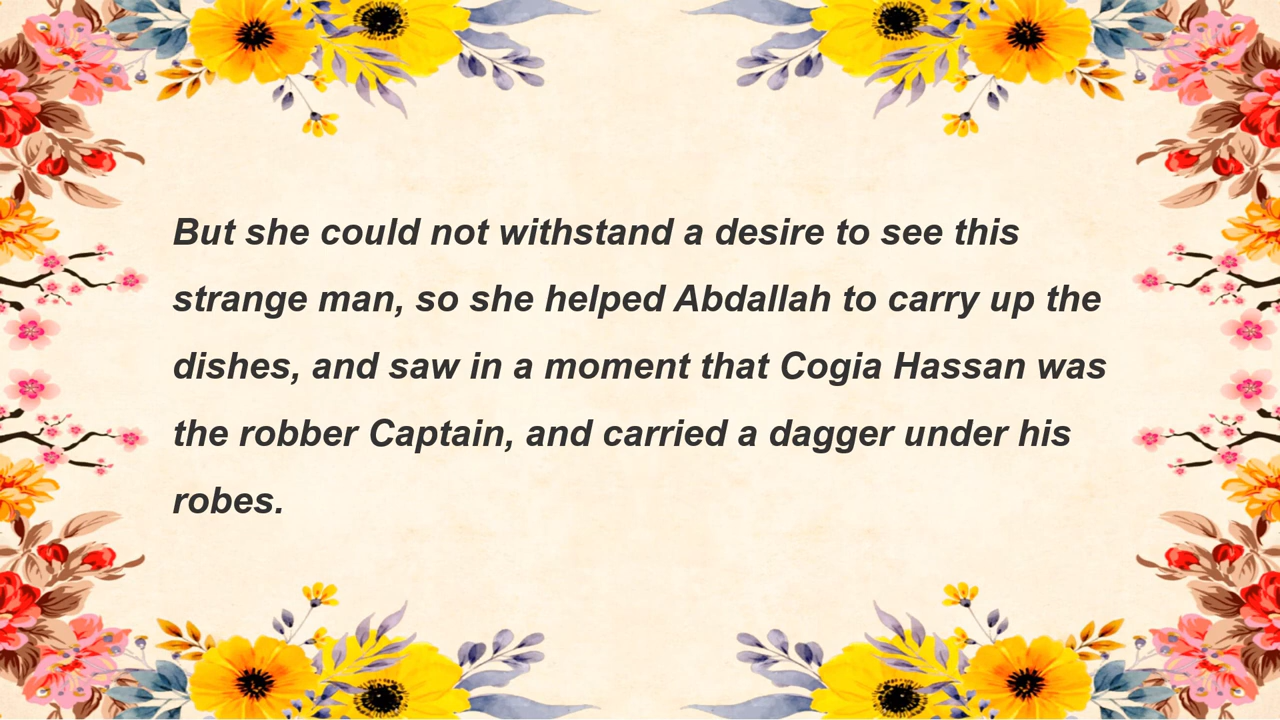 But she could not withstand a desire to see this
strange man, so she helped Abdallah to carry up the
dishes, and saw in a moment that Cogia Hassan was
the robber Captain, and carried a dagger under his
robes.